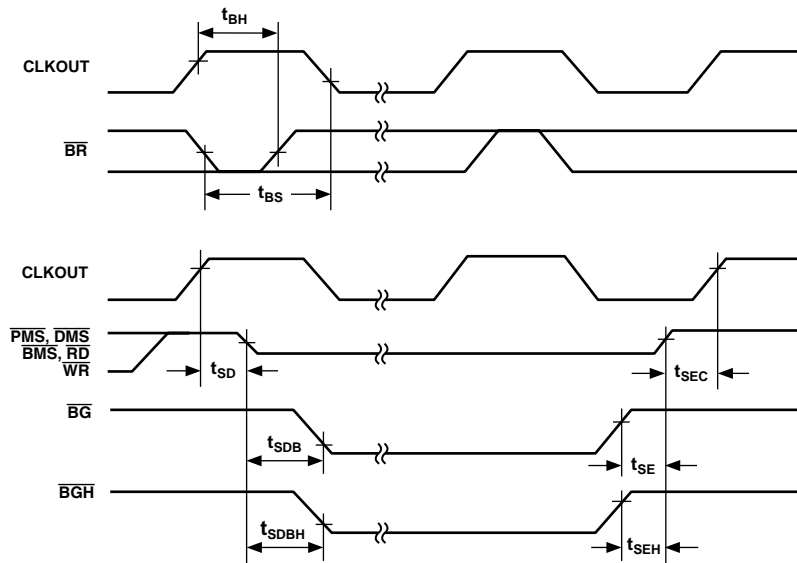 tBH
CLKOUT
BR
tBS
CLKOUT
PMS, DMS
BMS, RD
WR
tSD
tSEC
BG
tSDB
tSE
BGH
tSDBH
tSEH